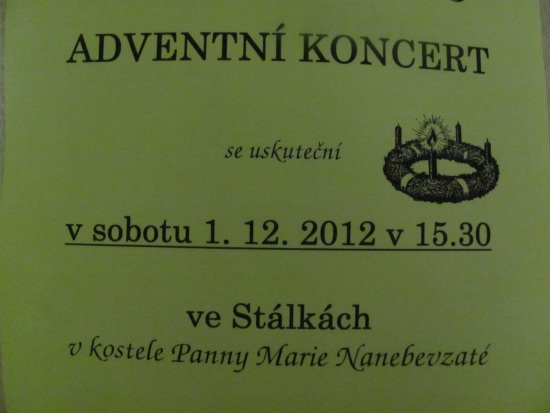 ADVENTNÍ KONCERT
se uskuteční
v sobotu 1. 12. 2012 v 15.30
ve Stálkách
v kostele Panny Marie Nanebevzaté